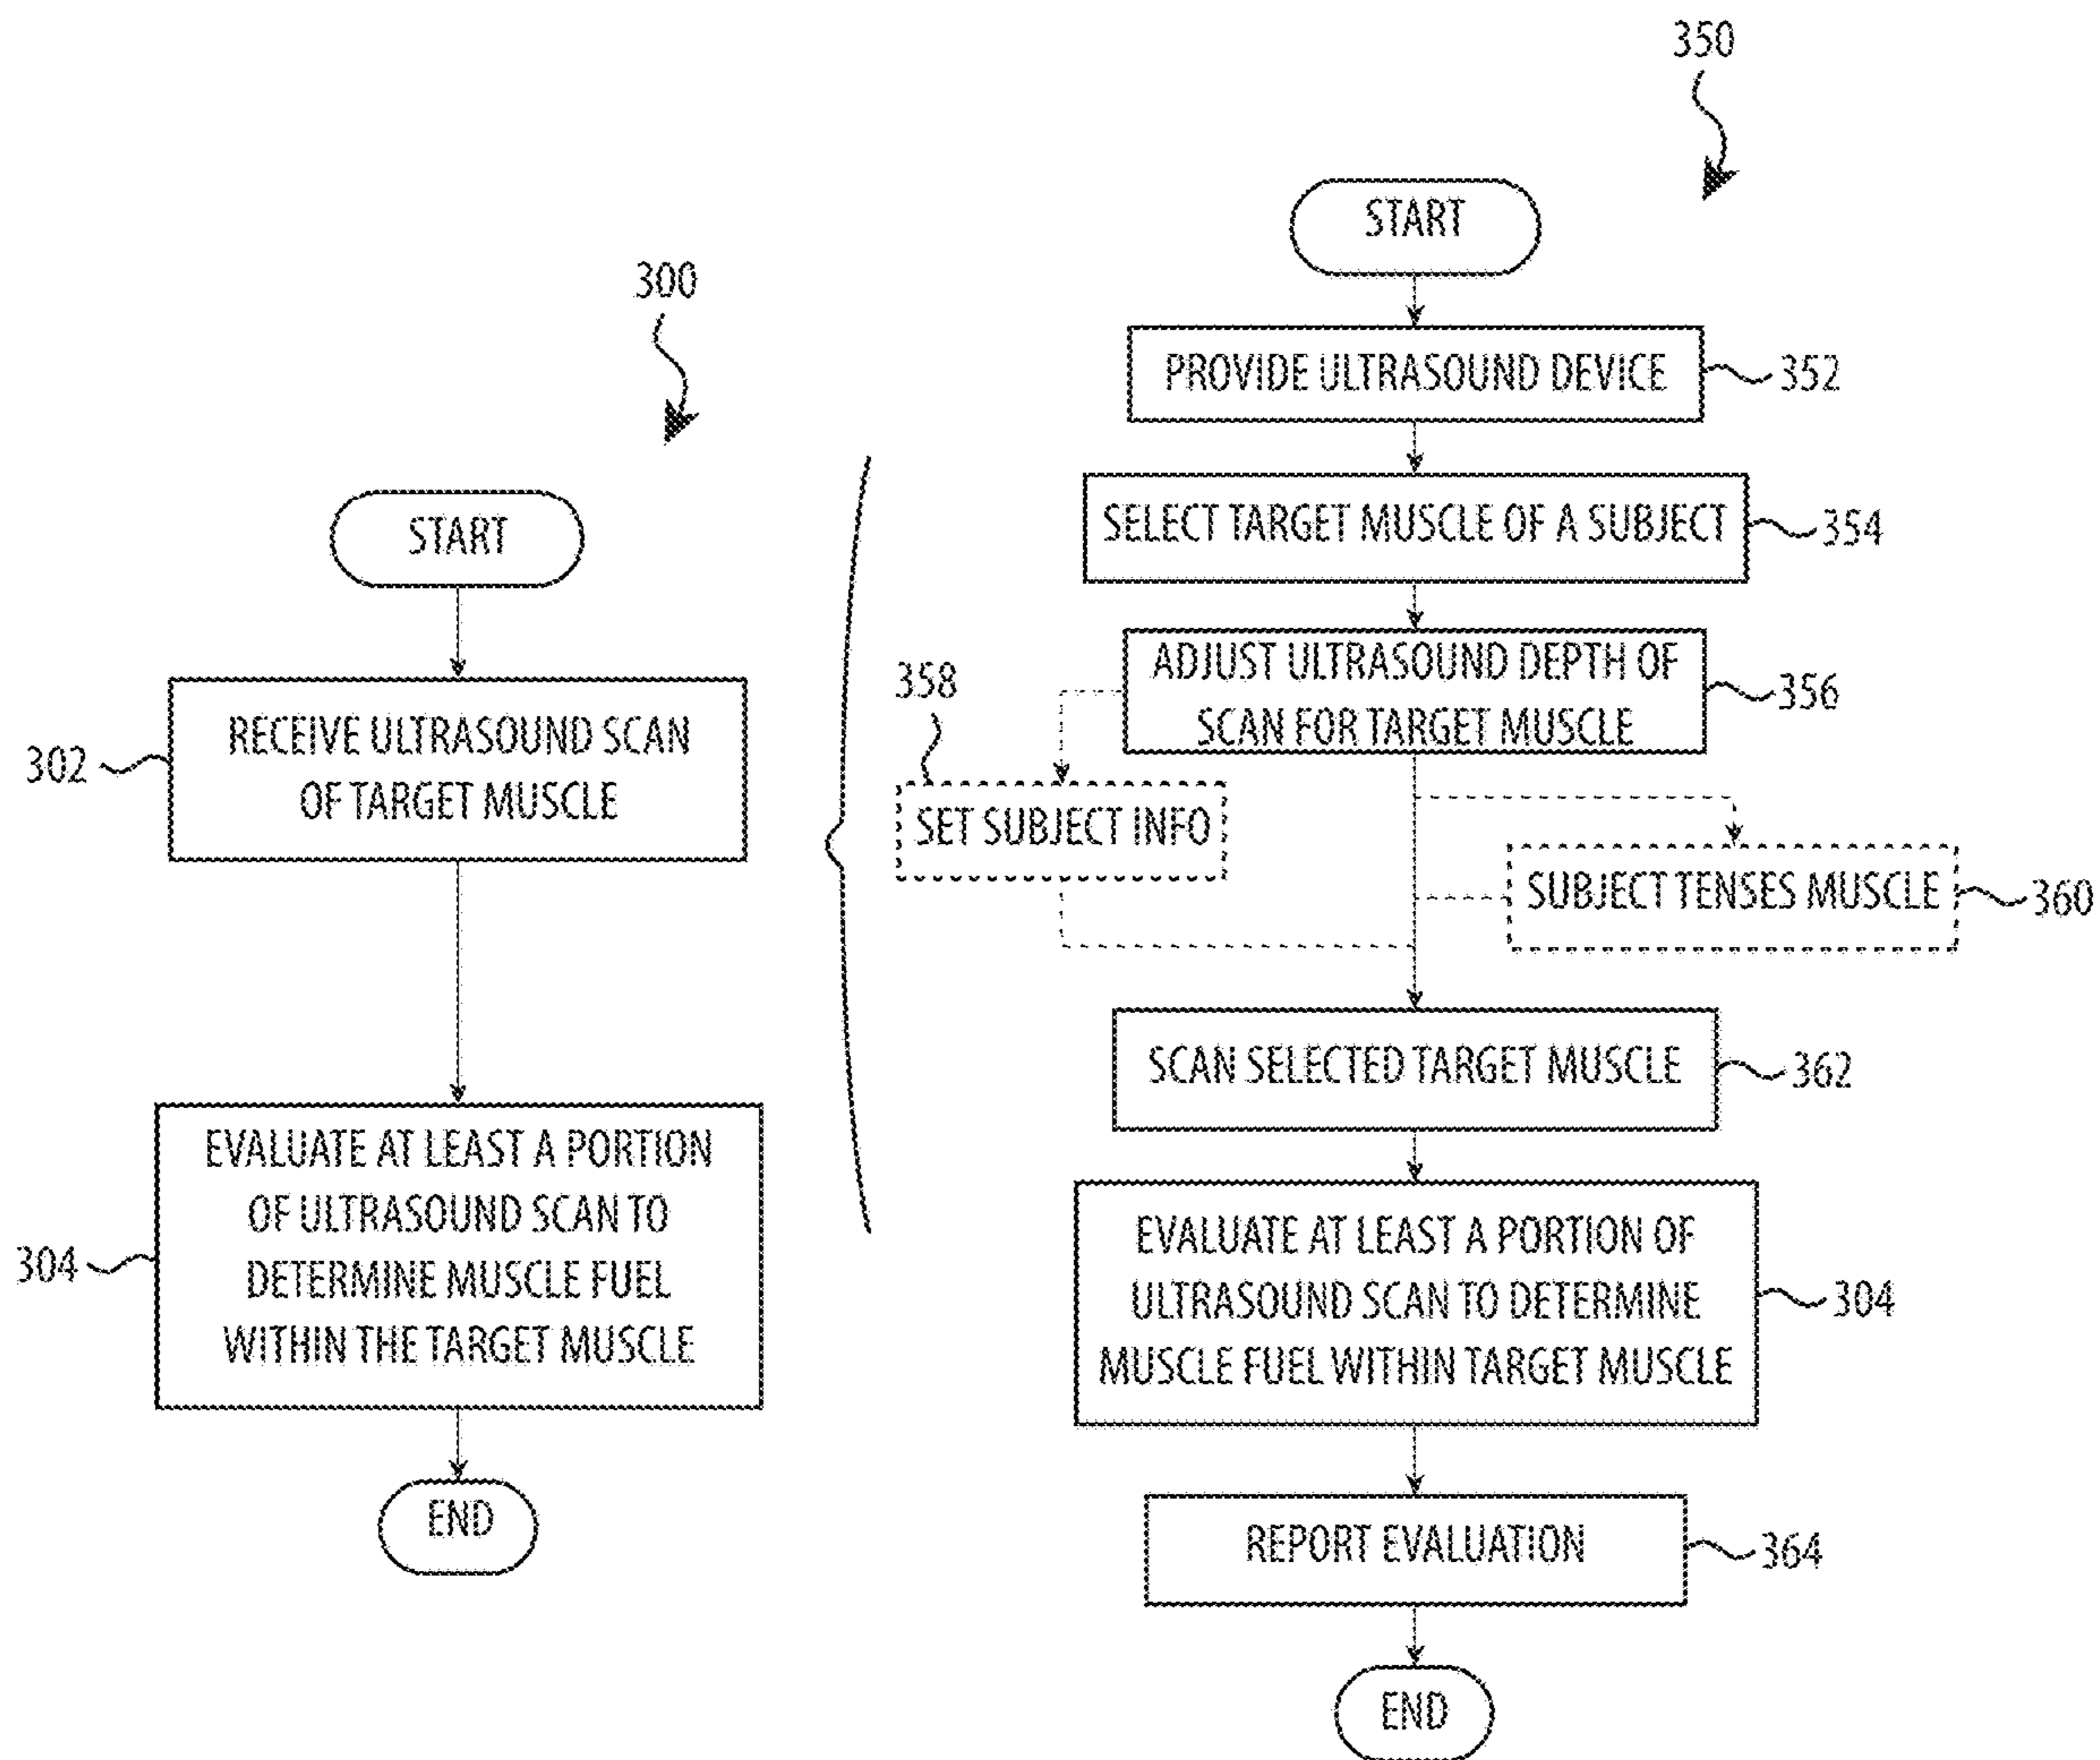 300
START
302
RECEIVE ULTRASOUND SCAN
OF TARGET MUSCLE
304
EVALUATE AT LEAST A PORTION
OF ULTRASOUND SCAN TO
DETERMINE MUSCLE FUEL
WITHIN THE TARGET MUSCLE
END
350
START
PROVIDE ULTRASOUND DEVICE
352
SELECT TARGET MUSCLE OF A SUBJECT
354
ADJUST ULTRASOUND DEPTH OF
SCAN FOR TARGET MUSCLE
356
358
SET SUBJECT INFO
SUBJECT TENSES MUSCLE
360
SCAN SELECTED TARGET MUSCLE
362
EVALUATE AT LEAST A PORTION OF
ULTRASOUND SCAN TO DETERMINE
MUSCLE FUEL WITHIN TARGET MUSCLE
304
REPORT EVALUATION
364
END